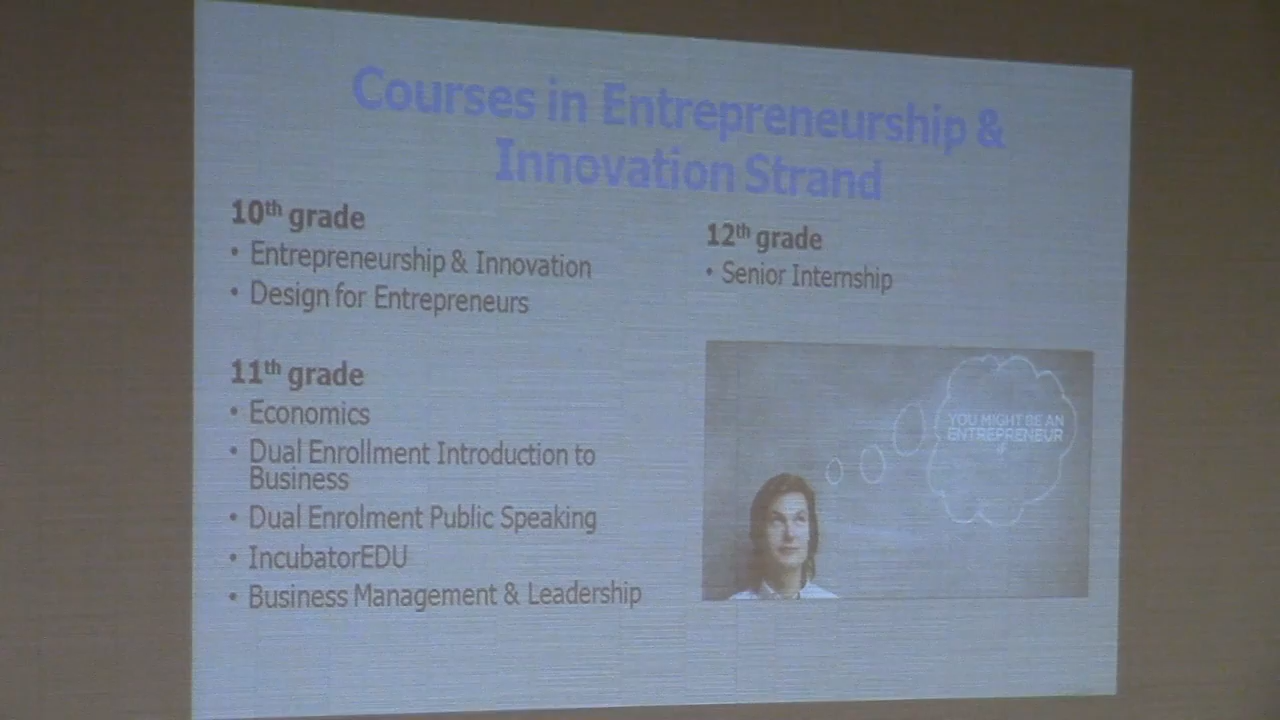 Courses in Entrepreneurship &
Innovation Strand
10th grade
• Entrepreneurship & Innovation
• Design for Entrepreneurs
11th grade
• Economics
• Dual Enrollment Introduction to
Business
• Dual Enrolment Public Speaking
• IncubatorEDU
• Business Management & Leadership
12th grade
• Senior Internship
YOU MIGHT BE AN
ENTREPRENEUR